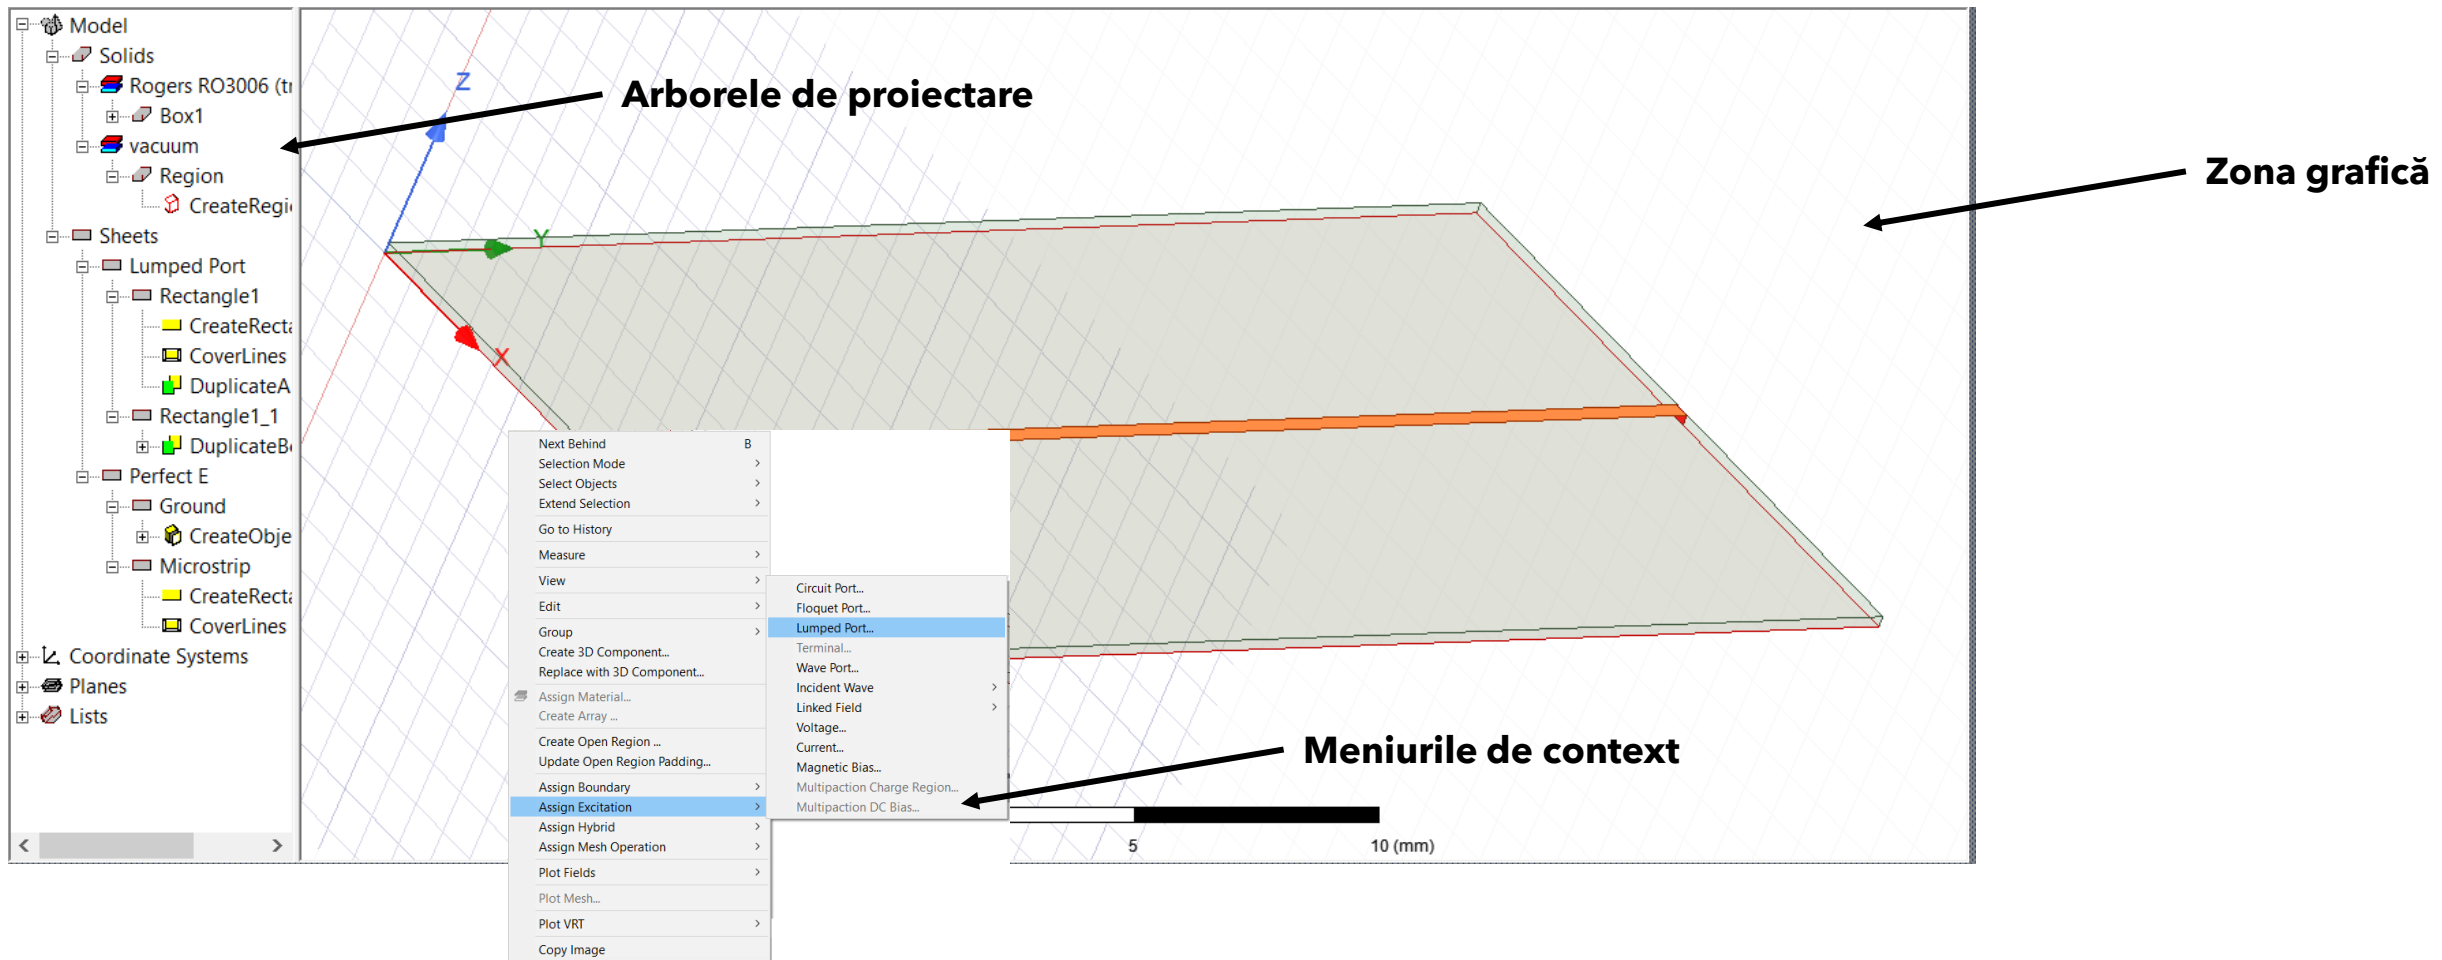 Model
Solids
Rogers RO3006 (tr
Box1
vacuum
Region
CreateRegi
Sheets
Lumped Port
Rectangle1
CreateRecta
CoverLines
DuplicateA
Rectangle1_1
DuplicateB
Perfect E
Ground
CreateObje
Microstrip
CreateRecta
CoverLines
Coordinate Systems
Planes
Lists
Z
Y
X
Arborele de proiectare
Zona grafică
Next Behind B
Selection Mode
Select Objects
Extend Selection
Go to History
Measure
View
Edit
Group
Create 3D Component...
Replace with 3D Component...
Assign Material...
Create Array ...
Create Open Region ...
Update Open Region Padding...
Assign Boundary
Assign Excitation
Assign Hybrid
Assign Mesh Operation
Plot Fields
Plot Mesh...
Plot VRT
Copy Image
Circuit Port...
Floquet Port...
Lumped Port...
Terminal...
Wave Port...
Incident Wave
Linked Field
Voltage...
Current...
Magnetic Bias...
Multipaction Charge Region...
Multipaction DC Bias...
Meniurile de context
5
10 (mm)